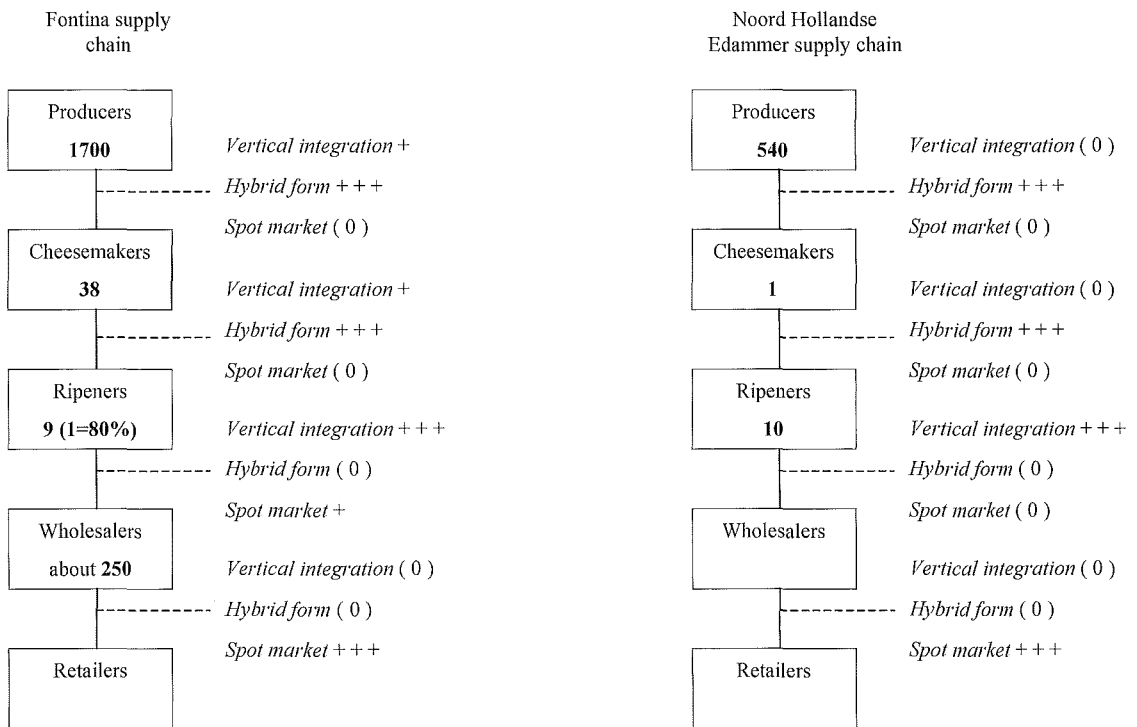 Fontina supply
chain
Producers
1700
Vertical integration +
Hybrid form + + +
Spot market ( 0 )
Cheesemakers
38
Vertical integration +
Hybrid form + + +
Spot market ( 0 )
Ripeners
9 (1=80%)
Vertical integration + + +
Hybrid form ( 0 )
Spot market +
Wholesalers
about 250
Vertical integration ( 0 )
Hybrid form ( 0 )
Spot market + + +
Retailers
Noord Hollandse
Edammer supply chain
Producers
540
Vertical integration ( 0 )
Hybrid form + + +
Spot market ( 0 )
Cheesemakers
1
Vertical integration ( 0 )
Hybrid form + + +
Spot market ( 0 )
Ripeners
10
Vertical integration + + +
Hybrid form ( 0 )
Spot market ( 0 )
Wholesalers
Vertical integration ( 0 )
Hybrid form ( 0 )
Spot market + + +
Retailers